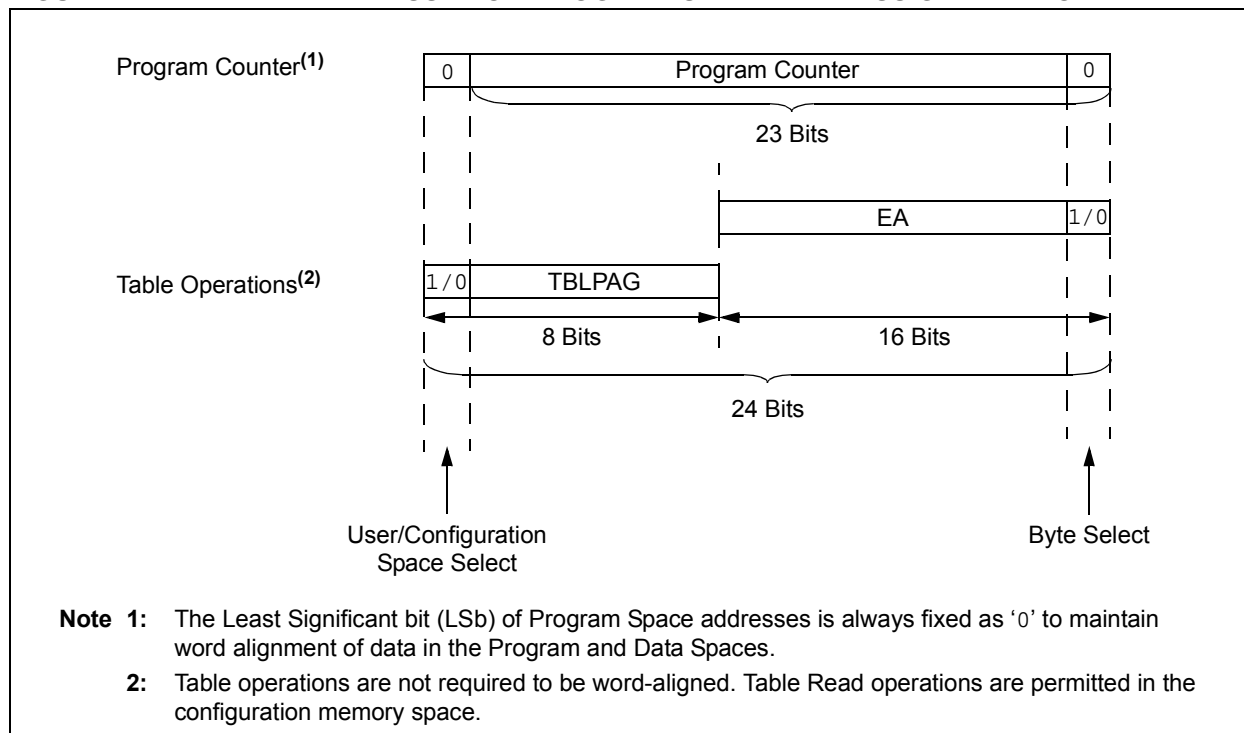 Program Counter(1)
0
Program Counter
0
23 Bits
EA
1/0
Table Operations(2)
1/0
TBLPAG
8 Bits
16 Bits
24 Bits
User/Configuration
Space Select
Byte Select
Note 1: The Least Significant bit (LSb) of Program Space addresses is always fixed as ‘0’ to maintain
word alignment of data in the Program and Data Spaces.
2: Table operations are not required to be word-aligned. Table Read operations are permitted in the
configuration memory space.